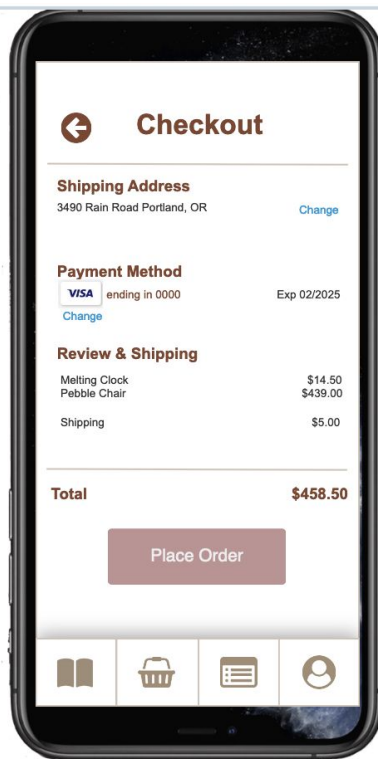 Checkout
Shipping Address
3490 Rain Road Portland, OR
Change
Payment Method
VISA ending in 0000 Exp 02/2025
Change
Review & Shipping
Melting Clock $14.50
Pebble Chair $439.00
Shipping $5.00
Total $458.50
Place Order